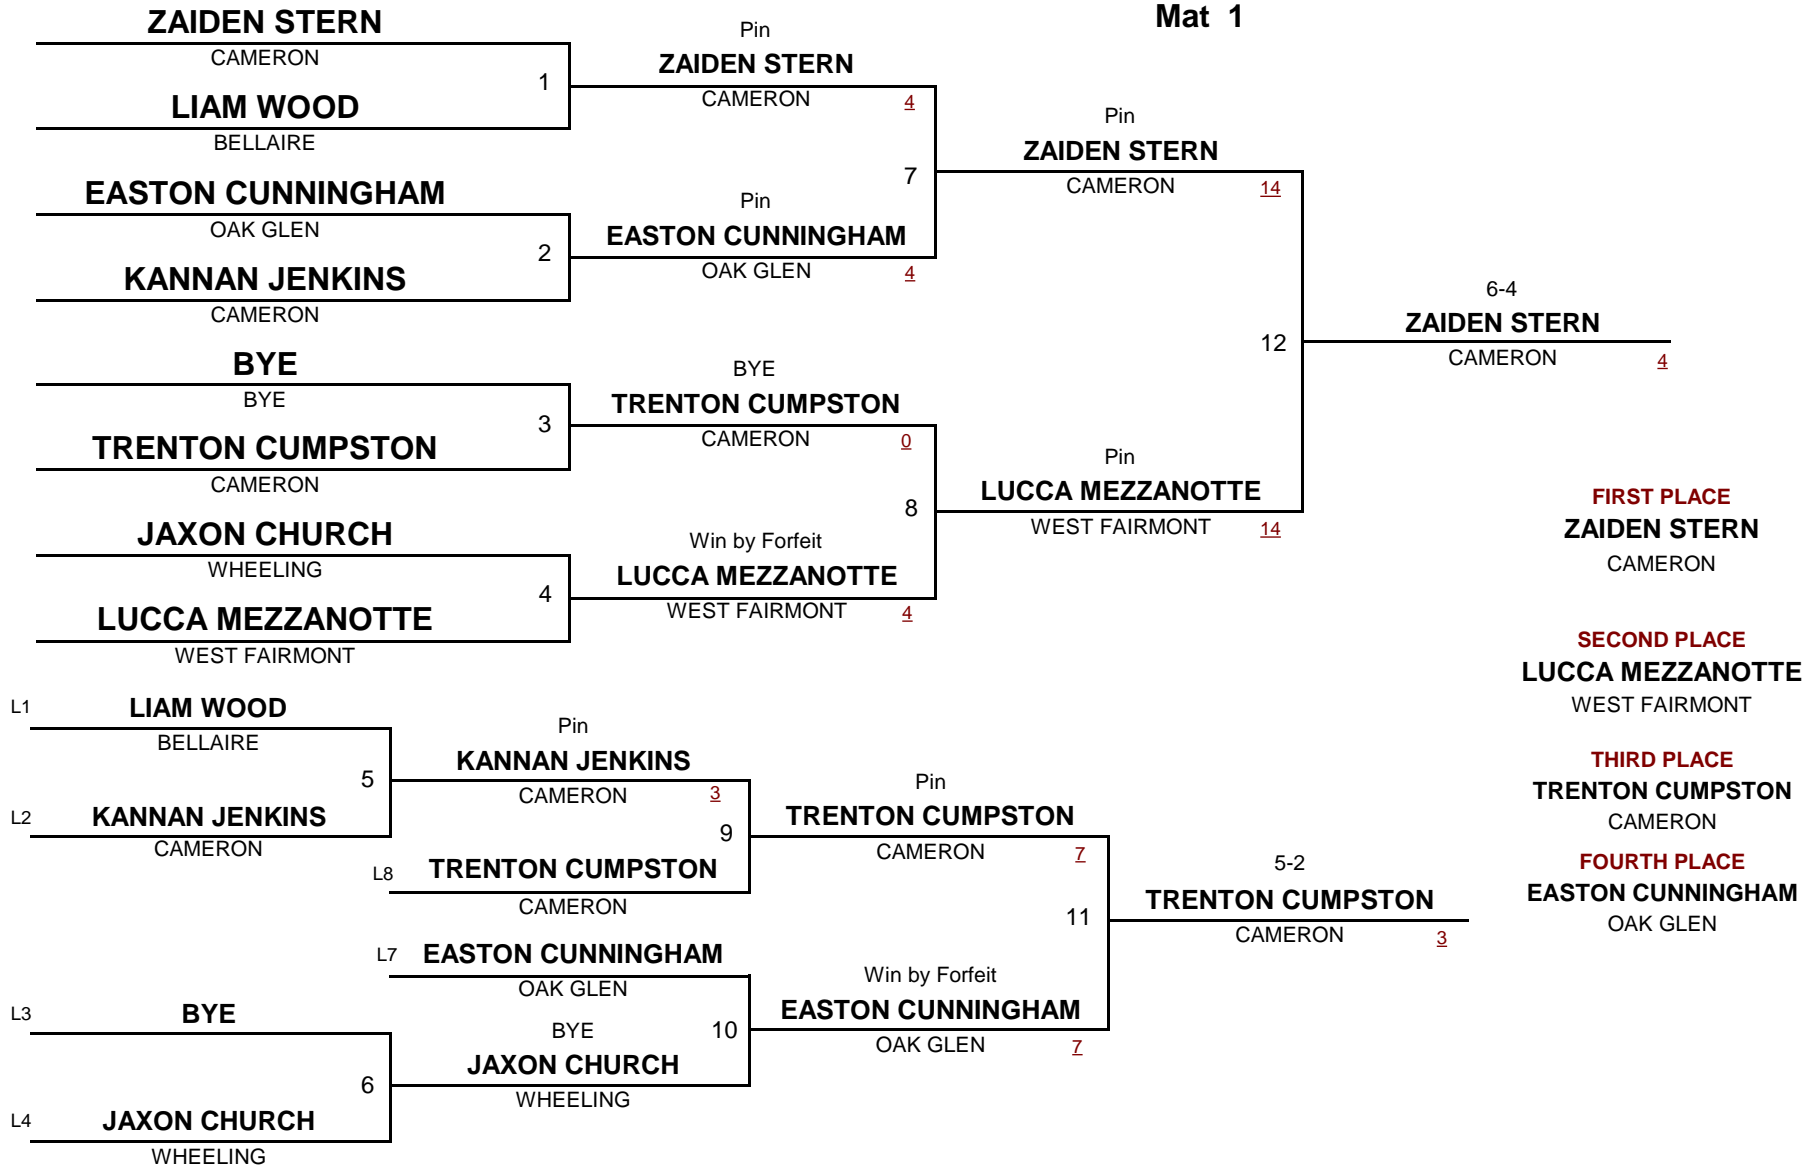 Mat 1
ZAIDEN STERN
CAMERON
1
LIAM WOOD
BELLAIRE
EASTON CUNNINGHAM
OAK GLEN
2
KANNAN JENKINS
CAMERON
BYE
BYE
3
TRENTON CUMPSTON
CAMERON
JAXON CHURCH
WHEELING
4
LUCCA MEZZANOTTE
WEST FAIRMONT
Pin
ZAIDEN STERN
CAMERON 4
7
Pin
EASTON CUNNINGHAM
OAK GLEN 4
BYE
TRENTON CUMPSTON
CAMERON 0
8
Win by Forfeit
LUCCA MEZZANOTTE
WEST FAIRMONT 4
Pin
ZAIDEN STERN
CAMERON 14
12
Pin
LUCCA MEZZANOTTE
WEST FAIRMONT 14
6-4
ZAIDEN STERN
CAMERON 4
FIRST PLACE
ZAIDEN STERN
CAMERON
SECOND PLACE
LUCCA MEZZANOTTE
WEST FAIRMONT
THIRD PLACE
TRENTON CUMPSTON
CAMERON
FOURTH PLACE
EASTON CUNNINGHAM
OAK GLEN
L1 LIAM WOOD
BELLAIRE
5
L2 KANNAN JENKINS
CAMERON
L3 BYE
6
L4 JAXON CHURCH
WHEELING
Pin
KANNAN JENKINS
CAMERON 3
9
L8 TRENTON CUMPSTON
CAMERON
L7 EASTON CUNNINGHAM
OAK GLEN
BYE 10
JAXON CHURCH
WHEELING
Pin
TRENTON CUMPSTON
CAMERON 7
11
Win by Forfeit
EASTON CUNNINGHAM
OAK GLEN 7
5-2
TRENTON CUMPSTON
CAMERON 3